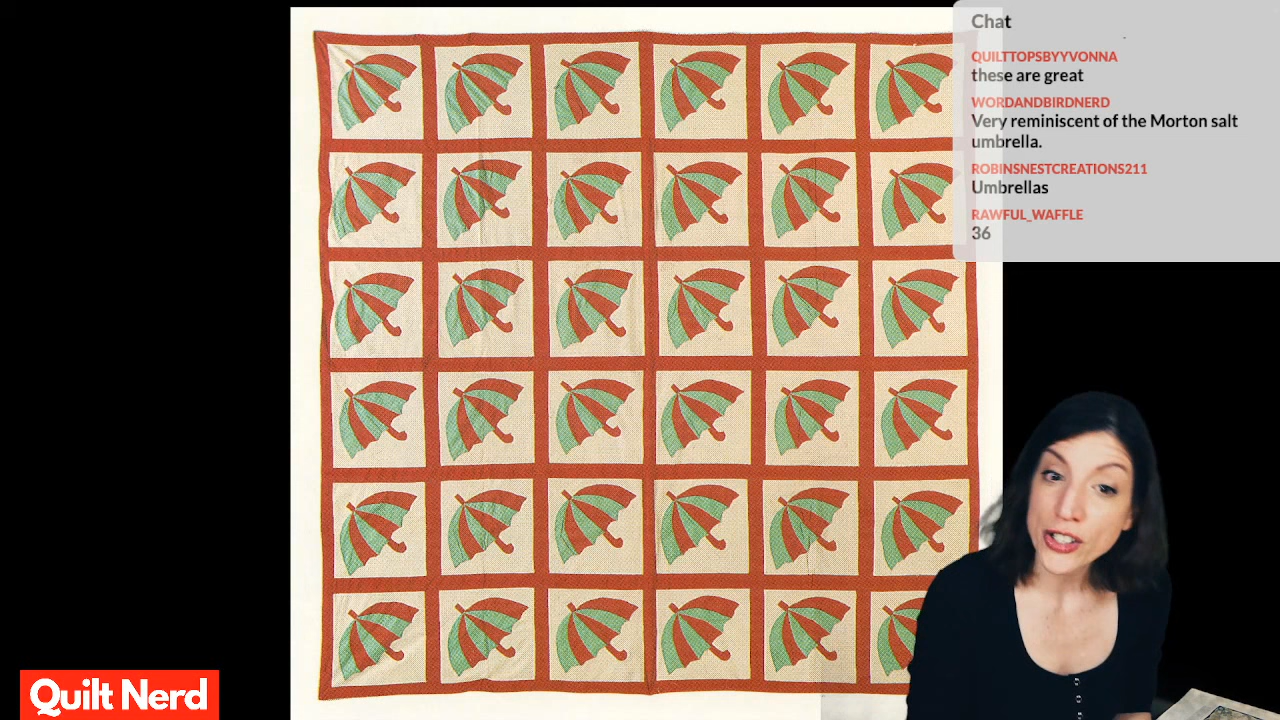 Chat
QUILTTOPSBYYVONNA
these are great
WORDANDBIRDNERD
Very reminiscent of the Morton salt
umbrella.
ROBINSNESTCREATIONS211
Umbrellas
RAWFUL_WAFFLE
36
Quilt Nerd